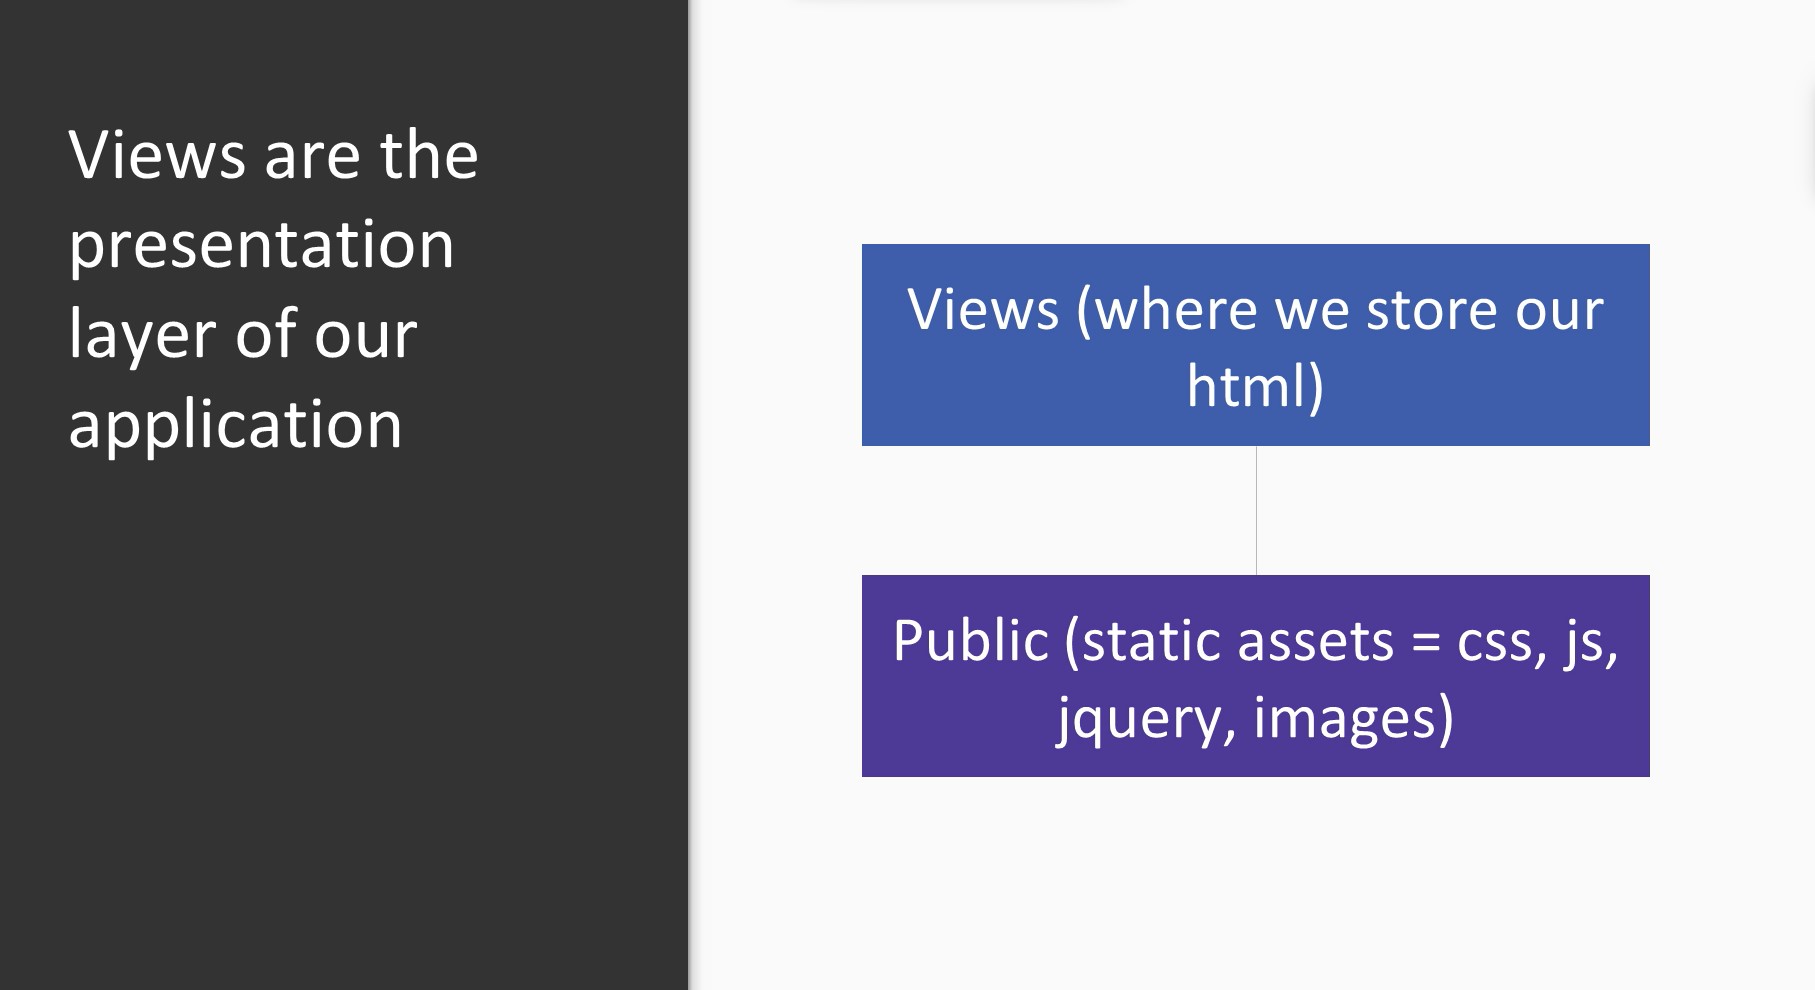 Views are the
presentation
layer of our
application
Views (where we store our
html)
Public (static assets = css, js,
jquery, images)